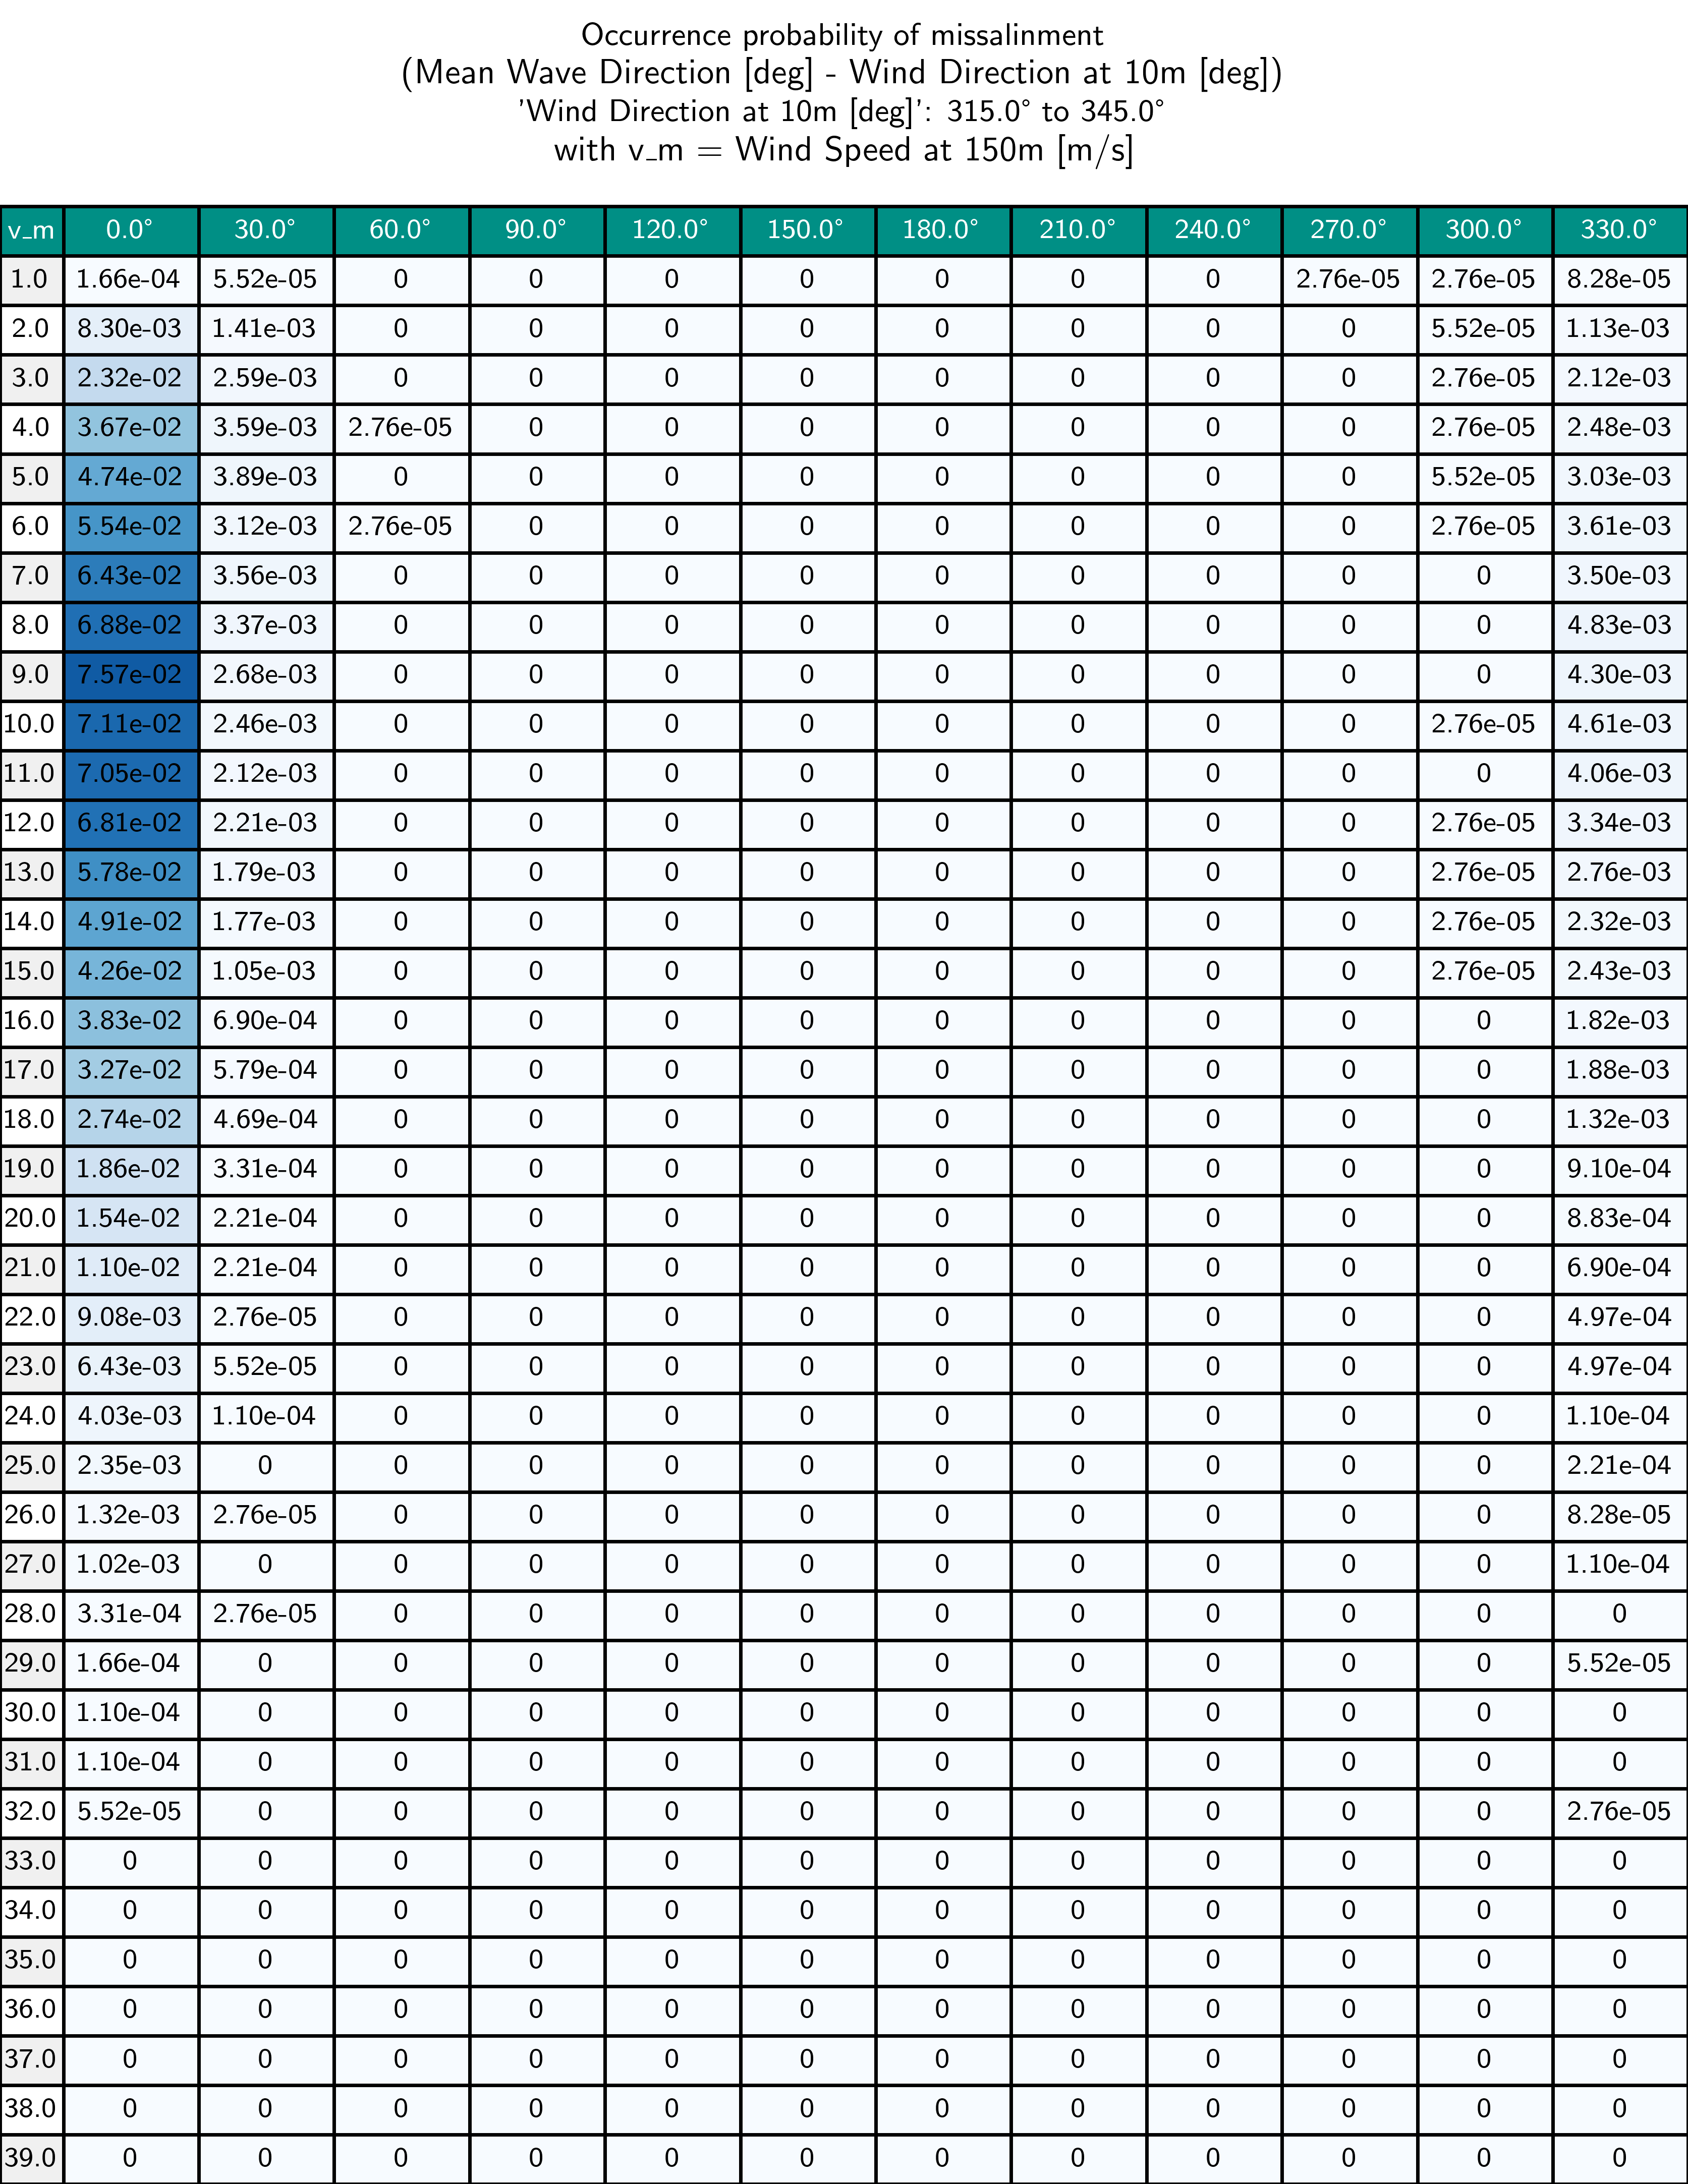 Occurrence probability of missalinment
(Mean Wave Direction [deg] - Wind Direction at 10m [deg])
'Wind Direction at 10m [deg]': 315.0° to 345.0°
with v_m = Wind Speed at 150m [m/s]
v_m 0.0° 30.0° 60.0° 90.0° 120.0° 150.0° 180.0° 210.0° 240.0° 270.0° 300.0° 330.0°
1.0 1.66e-04 5.52e-05 0 0 0 0 0 0 0 2.76e-05 2.76e-05 8.28e-05
2.0 8.30e-03 1.41e-03 0 0 0 0 0 0 0 0 5.52e-05 1.13e-03
3.0 2.32e-02 2.59e-03 0 0 0 0 0 0 0 0 2.76e-05 2.12e-03
4.0 3.67e-02 3.59e-03 2.76e-05 0 0 0 0 0 0 0 2.76e-05 2.48e-03
5.0 4.74e-02 3.89e-03 0 0 0 0 0 0 0 0 5.52e-05 3.03e-03
6.0 5.54e-02 3.12e-03 2.76e-05 0 0 0 0 0 0 0 2.76e-05 3.61e-03
7.0 6.43e-02 3.56e-03 0 0 0 0 0 0 0 0 0 3.50e-03
8.0 6.88e-02 3.37e-03 0 0 0 0 0 0 0 0 0 4.83e-03
9.0 7.57e-02 2.68e-03 0 0 0 0 0 0 0 0 0 4.30e-03
10.0 7.11e-02 2.46e-03 0 0 0 0 0 0 0 0 2.76e-05 4.61e-03
11.0 7.05e-02 2.12e-03 0 0 0 0 0 0 0 0 0 4.06e-03
12.0 6.81e-02 2.21e-03 0 0 0 0 0 0 0 0 2.76e-05 3.34e-03
13.0 5.78e-02 1.79e-03 0 0 0 0 0 0 0 0 2.76e-05 2.76e-03
14.0 4.91e-02 1.77e-03 0 0 0 0 0 0 0 0 2.76e-05 2.32e-03
15.0 4.26e-02 1.05e-03 0 0 0 0 0 0 0 0 2.76e-05 2.43e-03
16.0 3.83e-02 6.90e-04 0 0 0 0 0 0 0 0 0 1.82e-03
17.0 3.27e-02 5.79e-04 0 0 0 0 0 0 0 0 0 1.88e-03
18.0 2.74e-02 4.69e-04 0 0 0 0 0 0 0 0 0 1.32e-03
19.0 1.86e-02 3.31e-04 0 0 0 0 0 0 0 0 0 9.10e-04
20.0 1.54e-02 2.21e-04 0 0 0 0 0 0 0 0 0 8.83e-04
21.0 1.10e-02 2.21e-04 0 0 0 0 0 0 0 0 0 6.90e-04
22.0 9.08e-03 2.76e-05 0 0 0 0 0 0 0 0 0 4.97e-04
23.0 6.43e-03 5.52e-05 0 0 0 0 0 0 0 0 0 4.97e-04
24.0 4.03e-03 1.10e-04 0 0 0 0 0 0 0 0 0 1.10e-04
25.0 2.35e-03 0 0 0 0 0 0 0 0 0 0 2.21e-04
26.0 1.32e-03 2.76e-05 0 0 0 0 0 0 0 0 0 8.28e-05
27.0 1.02e-03 0 0 0 0 0 0 0 0 0 0 1.10e-04
28.0 3.31e-04 2.76e-05 0 0 0 0 0 0 0 0 0 0
29.0 1.66e-04 0 0 0 0 0 0 0 0 0 0 5.52e-05
30.0 1.10e-04 0 0 0 0 0 0 0 0 0 0 0
31.0 1.10e-04 0 0 0 0 0 0 0 0 0 0 0
32.0 5.52e-05 0 0 0 0 0 0 0 0 0 0 2.76e-05
33.0 0 0 0 0 0 0 0 0 0 0 0 0
34.0 0 0 0 0 0 0 0 0 0 0 0 0
35.0 0 0 0 0 0 0 0 0 0 0 0 0
36.0 0 0 0 0 0 0 0 0 0 0 0 0
37.0 0 0 0 0 0 0 0 0 0 0 0 0
38.0 0 0 0 0 0 0 0 0 0 0 0 0
39.0 0 0 0 0 0 0 0 0 0 0 0 0